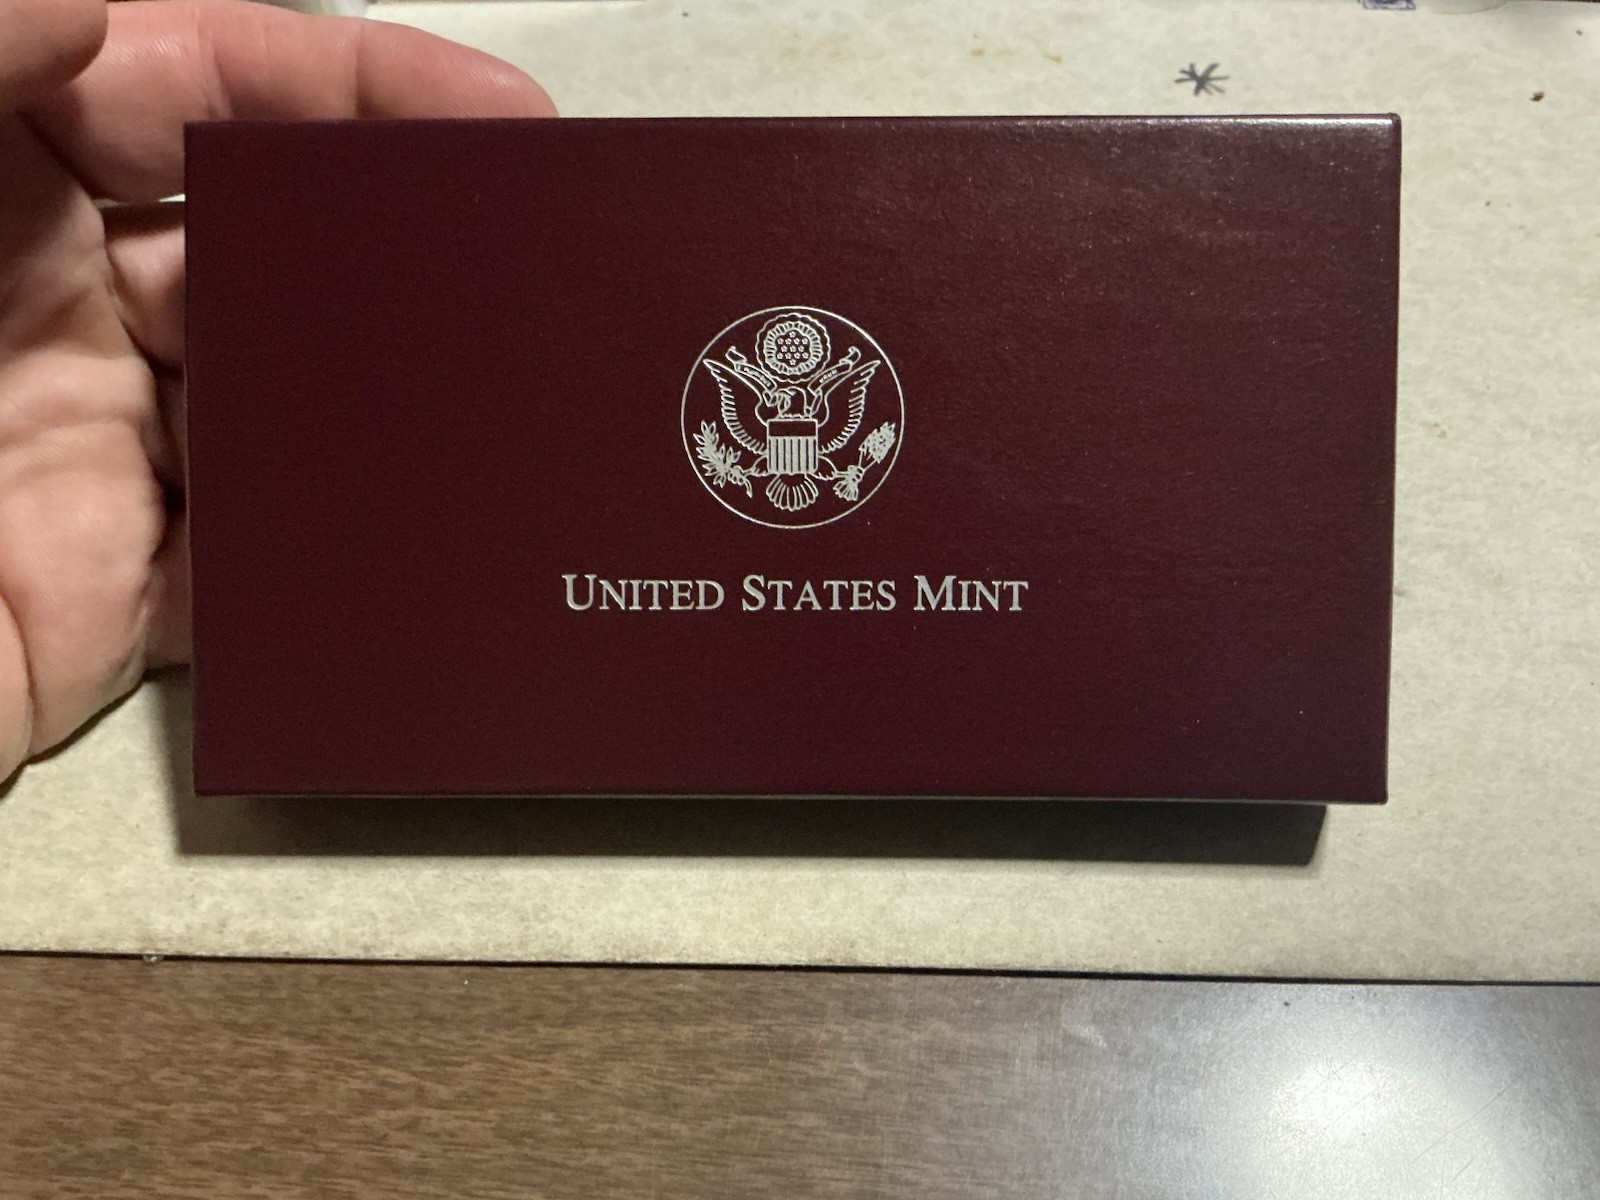 UNITED STATES MINT